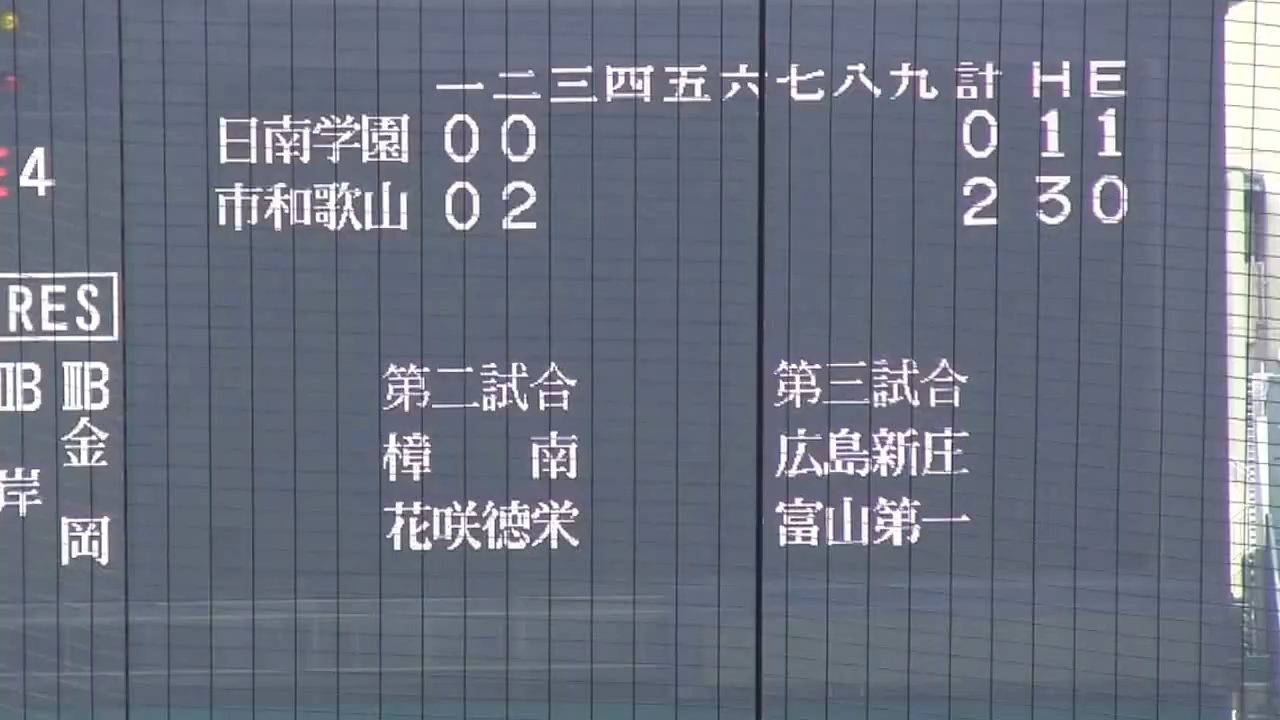 一二三四五六七八九計HE
日南学園 0 0 0 1 1
市和歌山 0 2 2 3 0
4
RES
ⅢB ⅢB
金岡
岸
第二試合 第三試合
樟南 広島新庄
花咲徳栄 富山第一